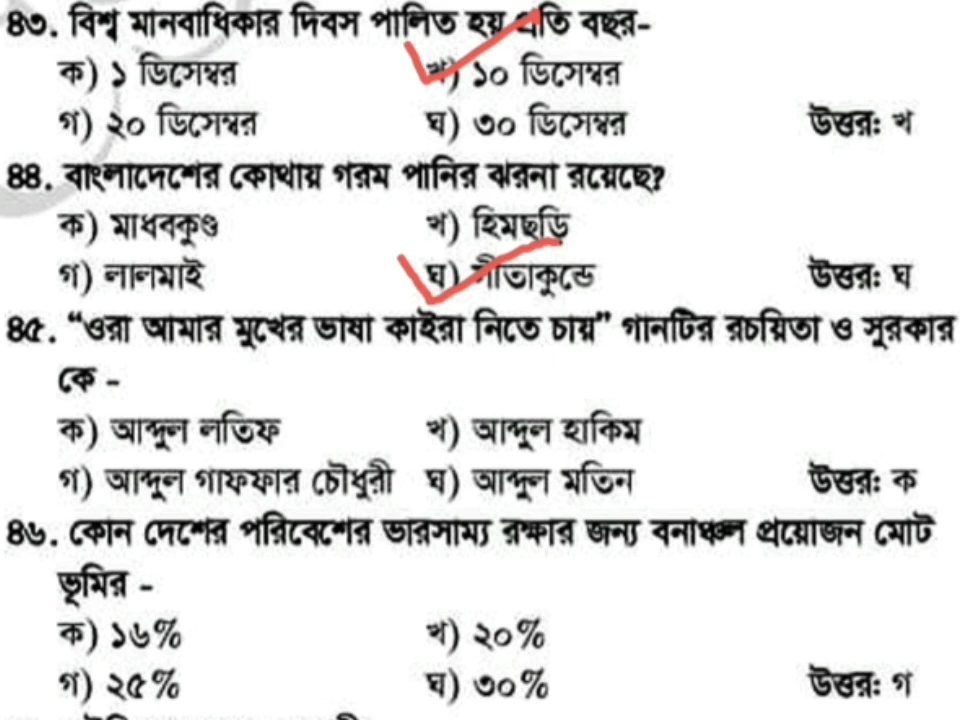 ৪৩. বিশ্ব মানবাধিকার দিবস পালিত হয় প্রতি বছর-
ক) ১ ডিসেম্বর খ) ১০ ডিসেম্বর
গ) ২০ ডিসেম্বর ঘ) ৩০ ডিসেম্বর উত্তর: খ
৪৪. বাংলাদেশের কোথায় গরম পানির ঝরনা রয়েছে?
ক) মাধবকুণ্ড খ) হিমছড়ি
গ) লালমাই ঘ) সীতাকুন্ডে উত্তর: ঘ
৪৫. “ওরা আমার মুখের ভাষা কাইরা নিতে চায়” গানটির রচয়িতা ও সুরকার
কে -
ক) আব্দুল লতিফ খ) আব্দুল হাকিম
গ) আব্দুল গাফফার চৌধুরী ঘ) আব্দুল মতিন উত্তর: ক
৪৬. কোন দেশের পরিবেশের ভারসাম্য রক্ষার জন্য বনাঞ্চল প্রয়োজন মোট
ভূমির -
ক) ১৬% খ) ২০%
গ) ২৫% ঘ) ৩০% উত্তর: গ